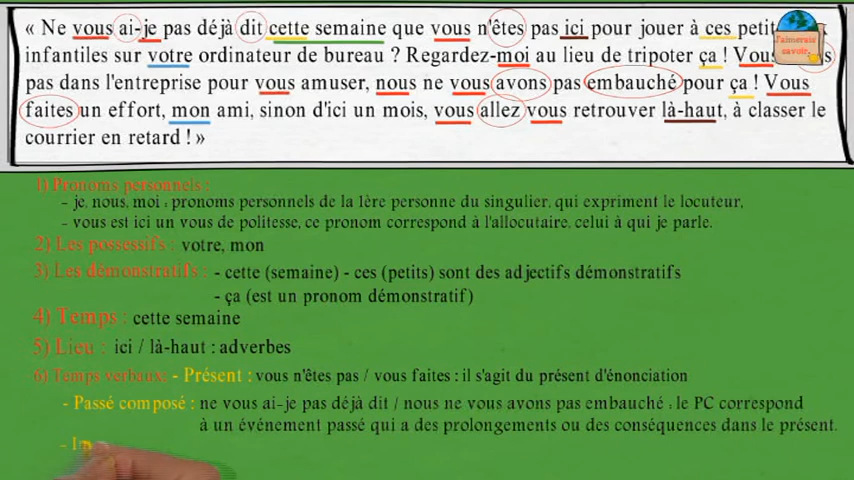 « Ne vous ai-je pas déjà dit cette semaine que vous n'êtes pas ici pour jouer à ces petit
infantiles sur votre ordinateur de bureau ? Regardez-moi au lieu de tripoter ça ! Vous
pas dans l'entreprise pour vous amuser, nous ne vous avons pas embauché pour ça ! Vous
faites un effort, mon ami, sinon d'ici un mois, vous allez vous retrouver là-haut, à classer le
courrier en retard ! »
J'aimerais
savoir
1) Pronoms personnels :
- je, nous, moi : pronoms personnels de la 1ère personne du singulier, qui expriment le locuteur,
- vous est ici un vous de politesse, ce pronom correspond à l'allocutaire, celui à qui je parle.
2) Les possessifs : votre, mon
3) Les démonstratifs : - cette (semaine) - ces (petits) sont des adjectifs démonstratifs
- ça (est un pronom démonstratif)
4) Temps : cette semaine
5) Lieu : ici / là-haut : adverbes
6) Temps verbaux: - Présent : vous n'êtes pas / vous faites : il s'agit du présent d'énonciation
- Passé composé : ne vous ai-je pas déjà dit / nous ne vous avons pas embauché : le PC correspond
à un événement passé qui a des prolongements ou des conséquences dans le présent.